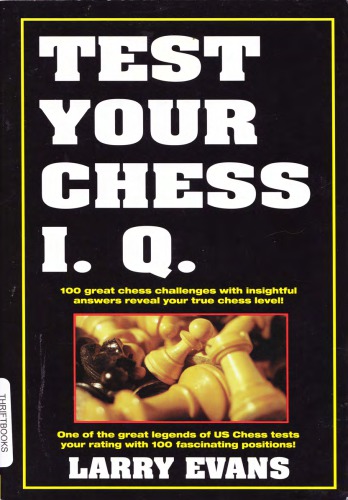 TEST
YOUR
CHESS
I. Q.
100 great chess challenges with insightful
answers reveal your true chess level!
One of the great legends of US Chess tests
your rating with 100 fascinating positions!
LARRY EVANS
THRIFTBOOKS